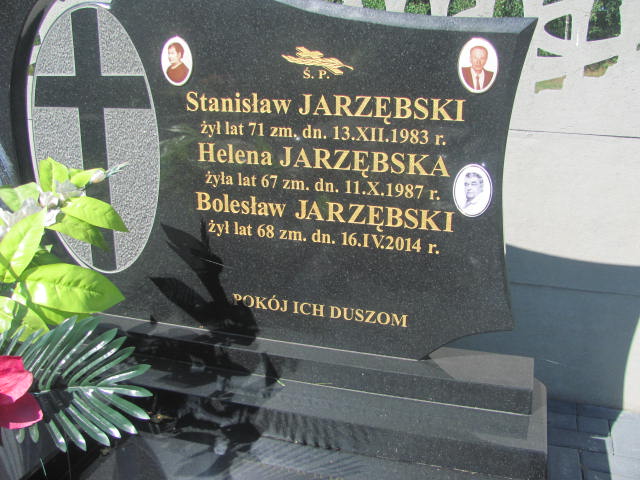 Ś. P.
Stanisław JARZĘBSKI
żył lat 71 zm. dn. 13.XII.1983 r.
Helena JARZĘBSKA
żyła lat 67 zm. dn. 11.X.1987 r.
Bolesław JARZĘBSKI
żył lat 68 zm. dn. 16.IV.2014 r.
POKÓJ ICH DUSZOM